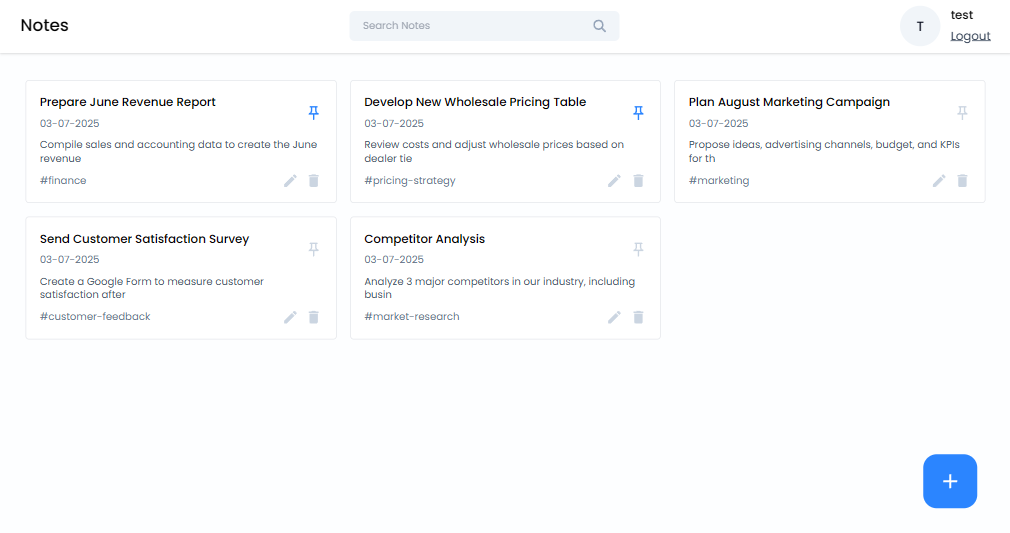 Notes
Search Notes
T
test
Logout
Prepare June Revenue Report
03-07-2025
Compile sales and accounting data to create the June
revenue
#finance
Develop New Wholesale Pricing Table
03-07-2025
Review costs and adjust wholesale prices based on
dealer tie
#pricing-strategy
Plan August Marketing Campaign
03-07-2025
Propose ideas, advertising channels, budget, and KPIs
for th
#marketing
Send Customer Satisfaction Survey
03-07-2025
Create a Google Form to measure customer
satisfaction after
#customer-feedback
Competitor Analysis
03-07-2025
Analyze 3 major competitors in our industry, including
busin
#market-research
+